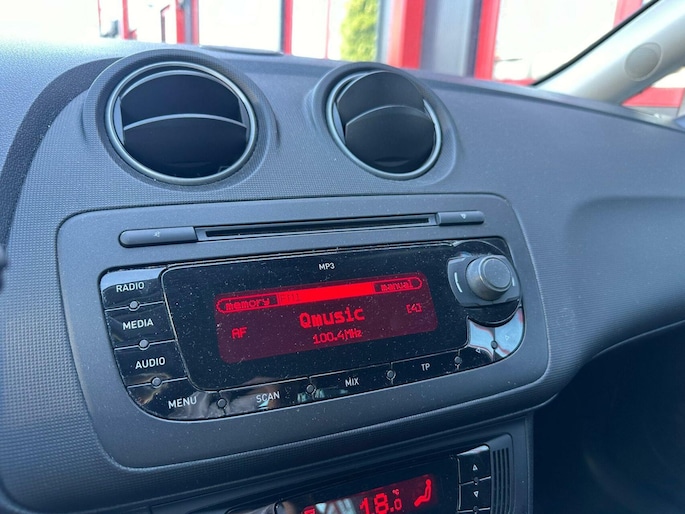 MP3
RADIO
MEDIA
AUDIO
MENU
SCAN
MIX
TP
memory
manual
Qmusic
AF
[4]
100.4MHz
18.0
°C